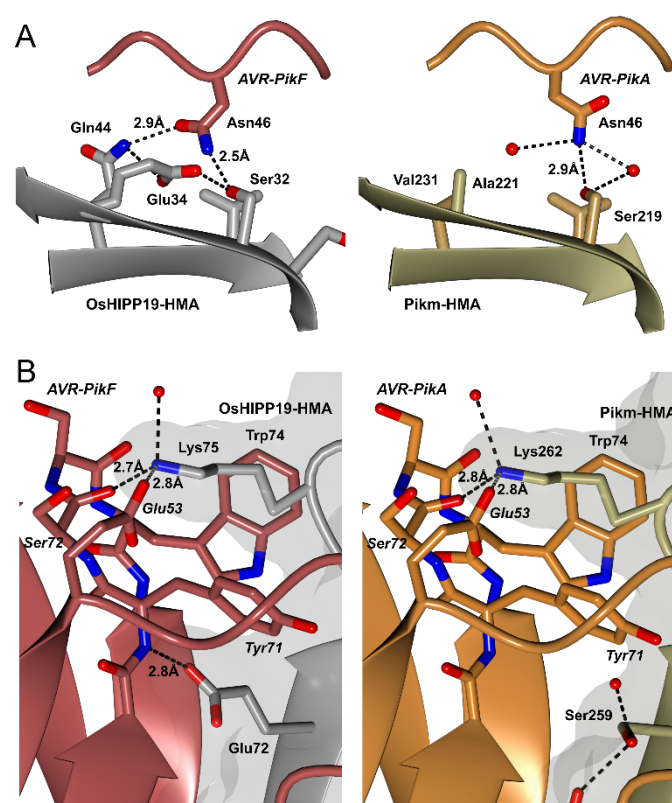 A
AVR-PikF
Asn46
2.9Å
Gln44
2.5Å
Ser32
Glu34
OsHIPP19-HMA
AVR-PikA
Asn46
Val231
Ala221
2.9Å
Ser219
Pikm-HMA
B
AVR-PikF
OsHIPP19-HMA
Lys75
Trp74
2.7Å
2.8Å
Glu53
Ser72
Tyr71
2.8Å
Glu72
AVR-PikA
Pikm-HMA
Lys262
Trp74
2.8Å
2.8Å
Glu53
Ser72
Tyr71
Ser259